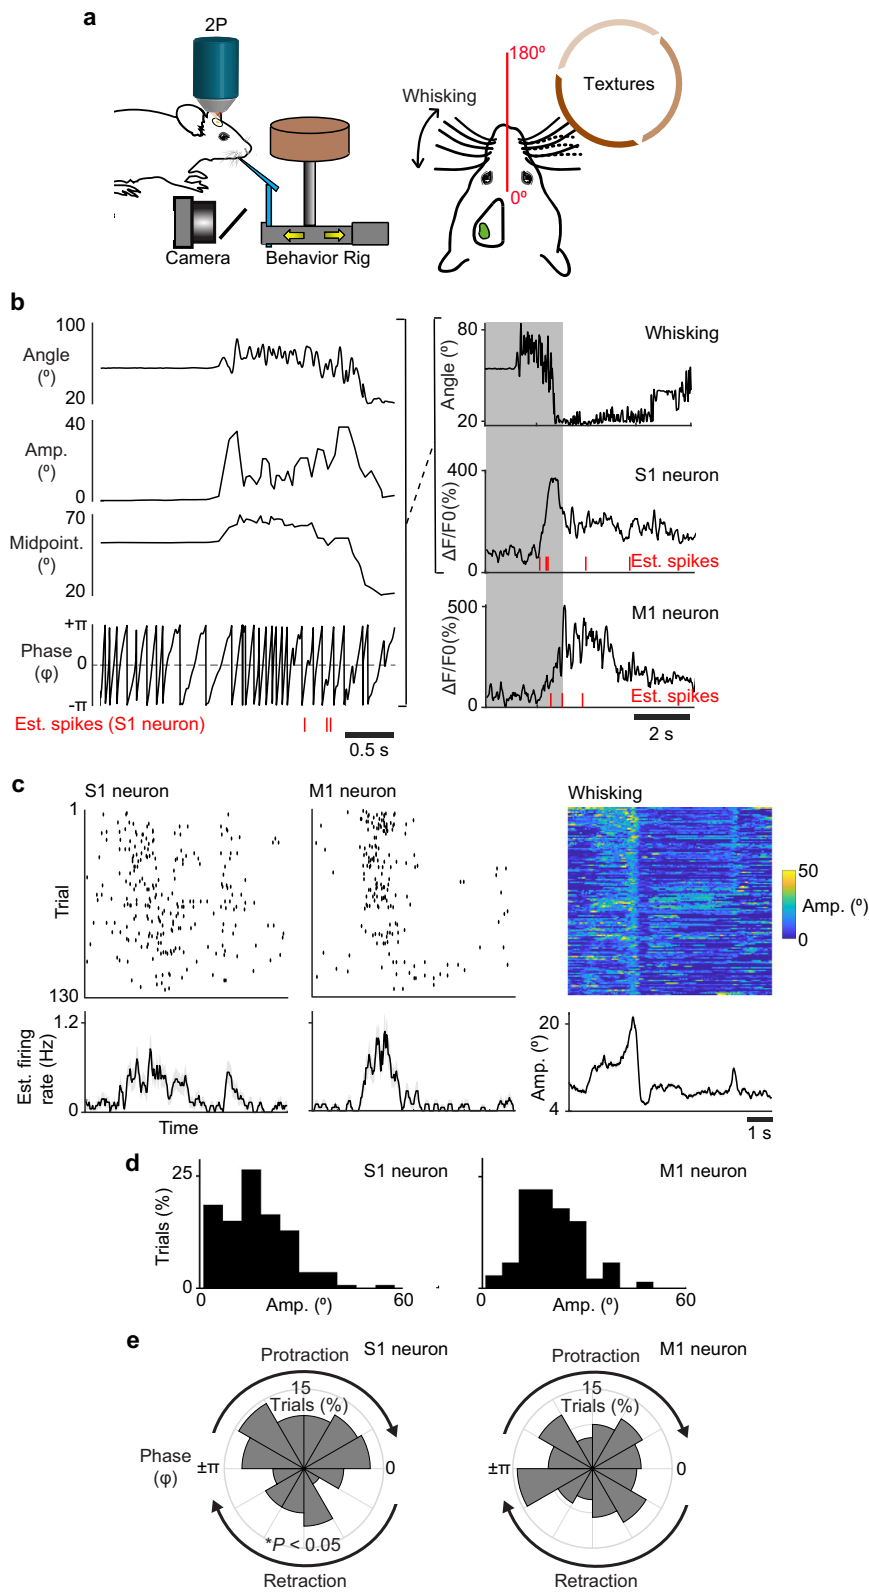 a
2P
180º
Textures
Whisking
0º
Camera
Behavior Rig
b
100
Angle
(º)
20
40
Amp.
(º)
0
70
Midpoint.
(º)
20
+π
Phase
(φ)
0
-π
Est. spikes (S1 neuron)
0.5 s
80
Whisking
Angle (º)
20
400
S1 neuron
ΔF/F0(%)
Est. spikes
0
500
M1 neuron
ΔF/F0(%)
Est. spikes
0
2 s
c
S1 neuron
M1 neuron
Whisking
1
Trial
130
50
Amp. (º)
0
1.2
Est. firing
rate (Hz)
0
Time
20
Amp. (º)
4
1 s
d
25
S1 neuron
M1 neuron
Trials (%)
0
0
Amp. (º)
60
0
Amp. (º)
60
e
Protraction
S1 neuron
15
Trials (%)
Phase
(φ)
±π
0
*P < 0.05
Retraction
Protraction
M1 neuron
15
Trials (%)
±π
0
Retraction